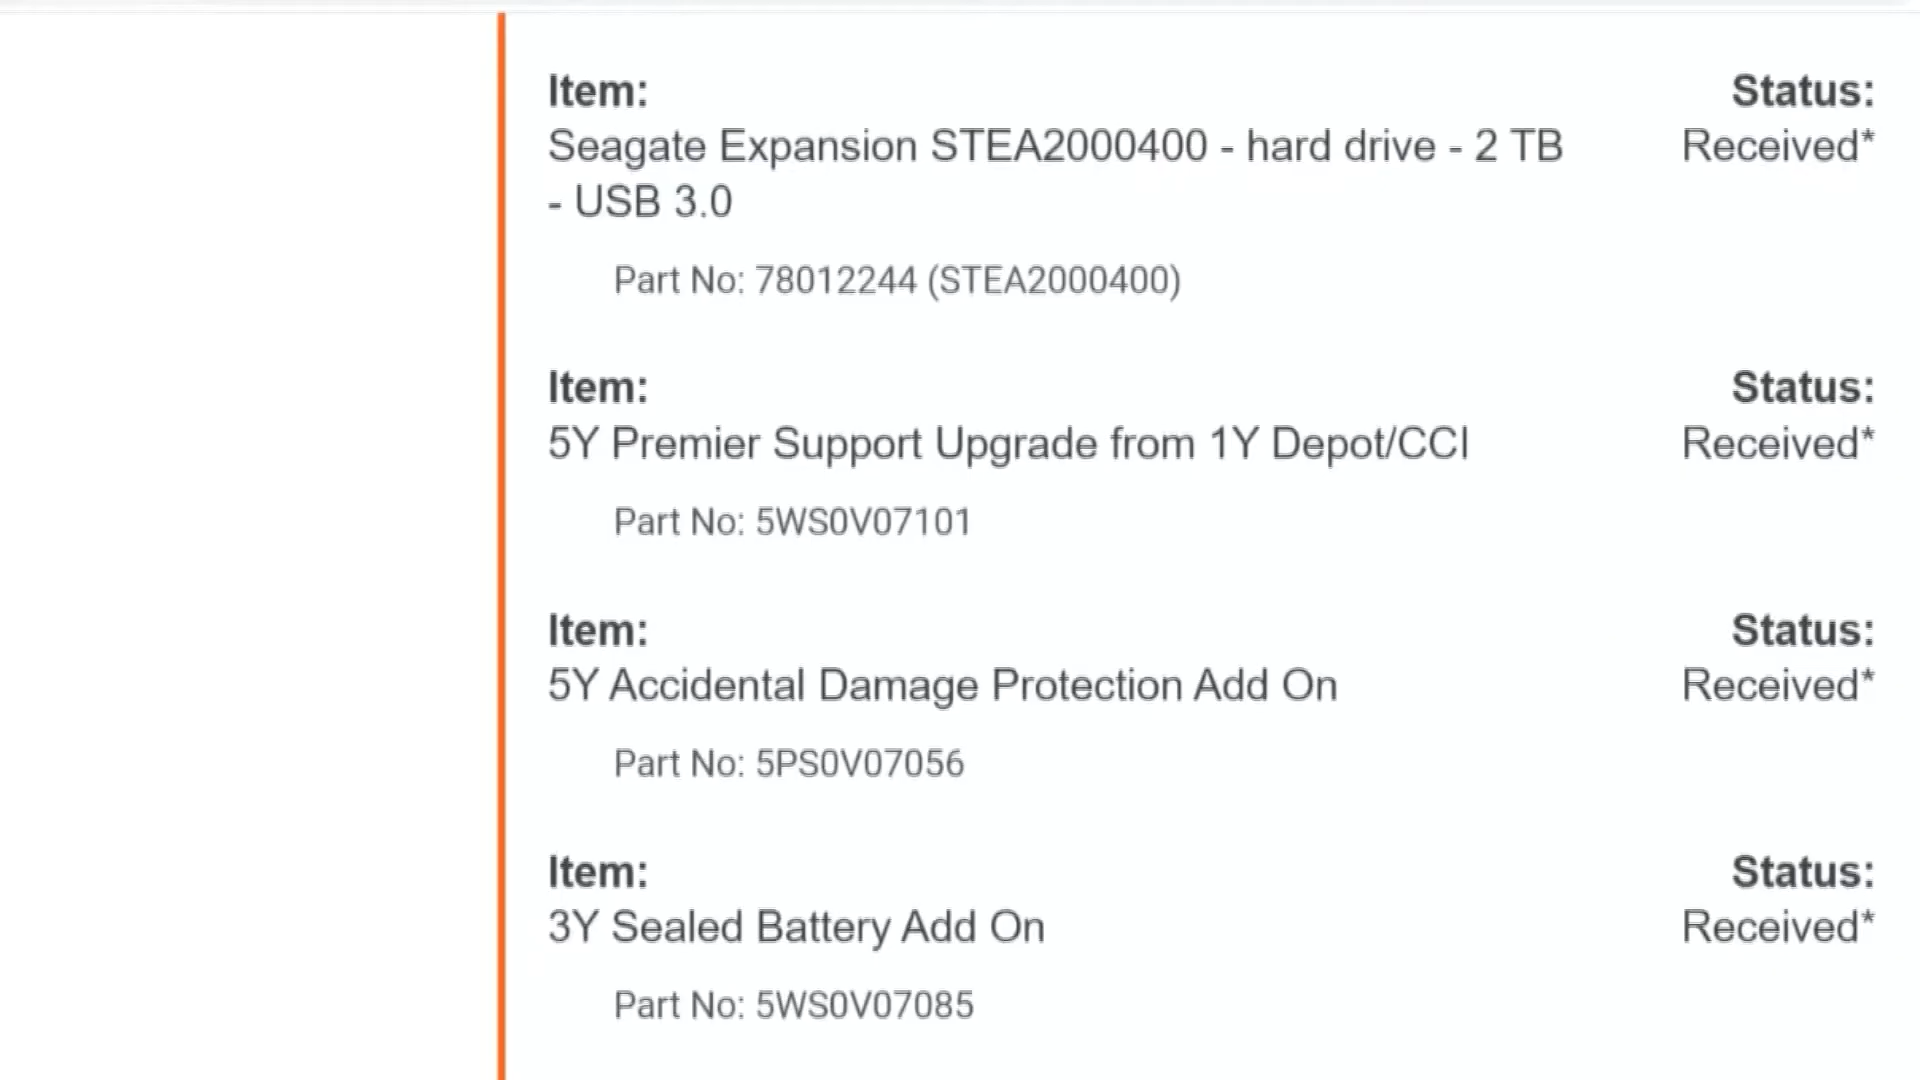 Item:
Status:
Seagate Expansion STEA2000400 - hard drive - 2 TB
Received*
- USB 3.0
Part No: 78012244 (STEA2000400)
Item:
Status:
5Y Premier Support Upgrade from 1Y Depot/CCI
Received*
Part No: 5WS0V07101
Item:
Status:
5Y Accidental Damage Protection Add On
Received*
Part No: 5PS0V07056
Item:
Status:
3Y Sealed Battery Add On
Received*
Part No: 5WS0V07085